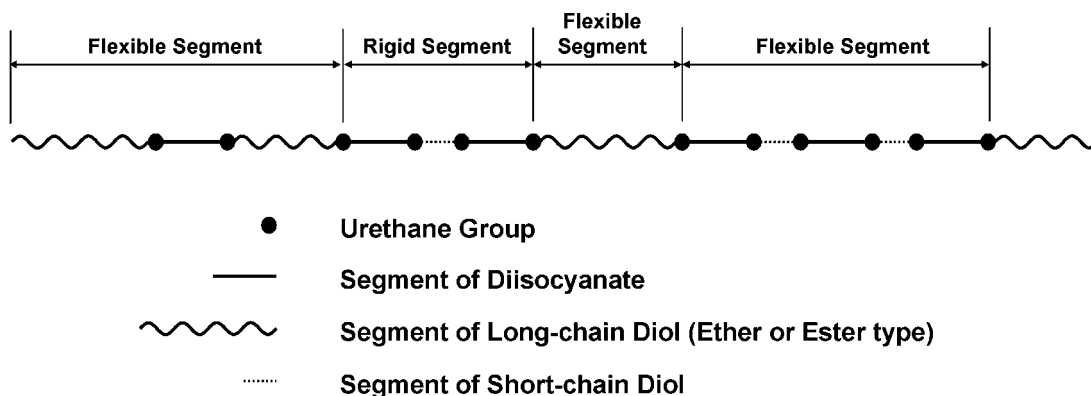 Flexible Segment
Rigid Segment
Flexible
Segment
Flexible Segment
Urethane Group
Segment of Diisocyanate
Segment of Long-chain Diol (Ether or Ester type)
Segment of Short-chain Diol